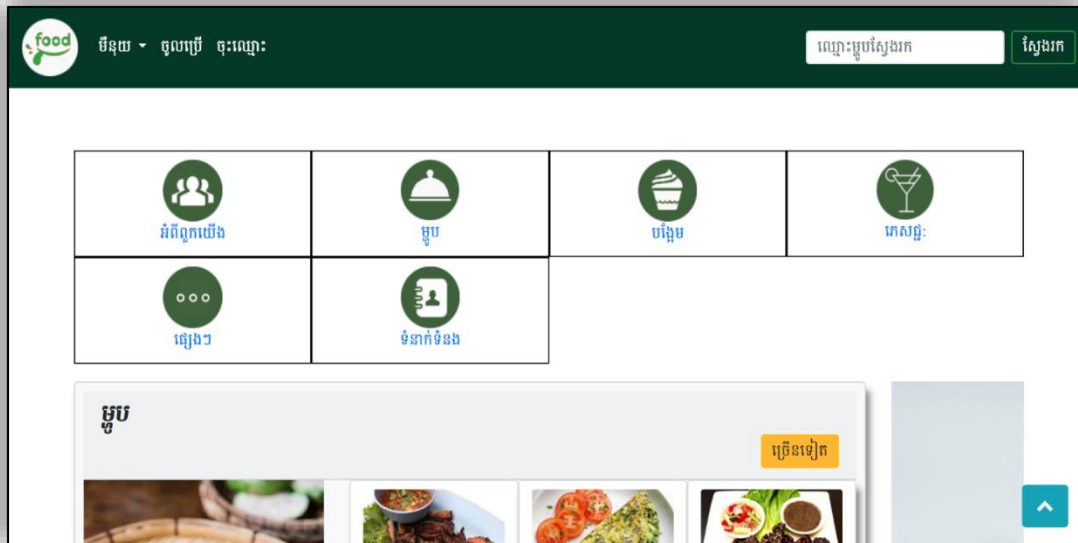 food មឺនុយ ចូលប្រើ ចុះឈ្មោះ ឈ្មោះម្ហូបស្វែងរក ស្វែងរក
អំពីពួកយើង ម្ហូប បង្អែម ភេសជ្ជៈ
ផ្សេងៗ ទំនាក់ទំនង
ម្ហូប
ច្រើនទៀត